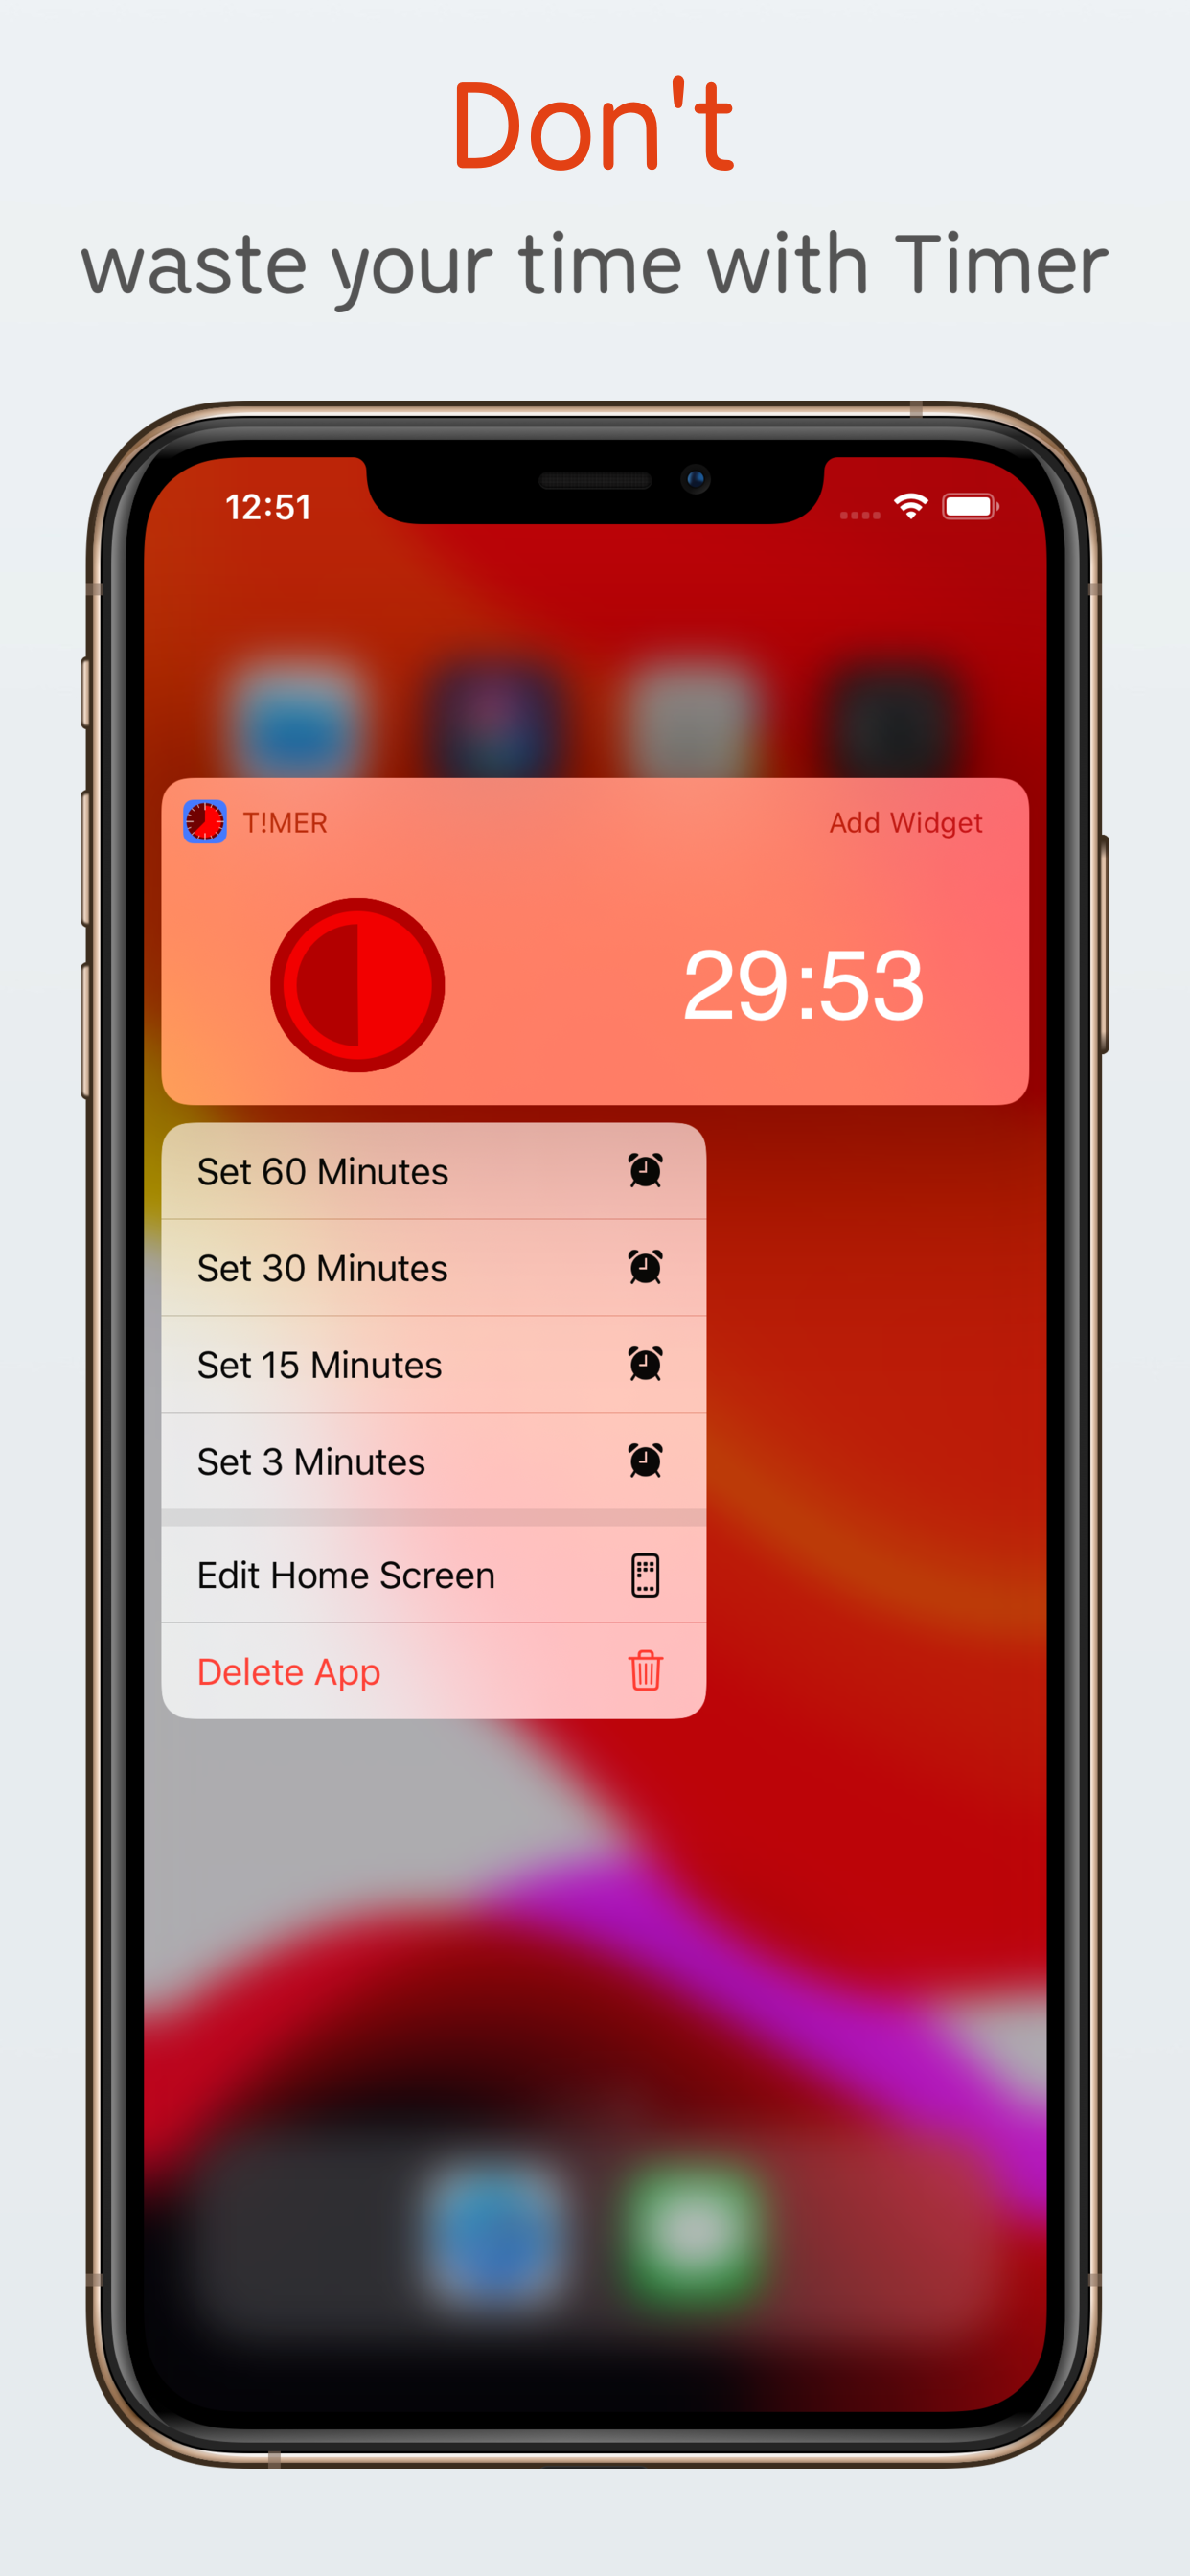 Don't
waste your time with Timer
12:51
T!MER Add Widget
29:53
Set 60 Minutes
Set 30 Minutes
Set 15 Minutes
Set 3 Minutes
Edit Home Screen
Delete App